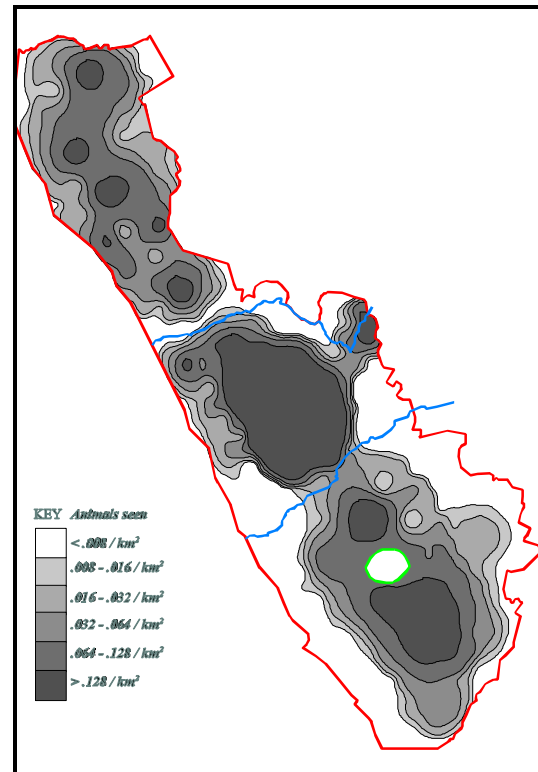 KEY Animals seen
< .008 / km²
.008 - .016 / km²
.016 - .032 / km²
.032 - .064 / km²
.064 - .128 / km²
> .128 / km²